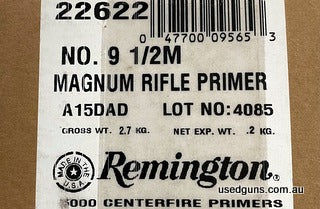 22622
0 47700 09565 3
NO. 9 1/2M
MAGNUM RIFLE PRIMER
A15DAD LOT NO: 4085
GROSS WT. 2.7 KG. NET EXP. WT. .2 KG.
MADE IN THE U.S.A.
Remington®
usedguns.com.au
5000 CENTERFIRE PRIMERS